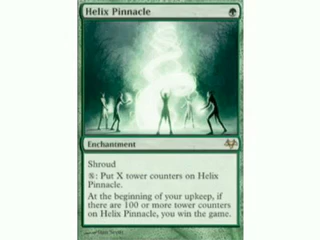 Helix Pinnacle
Enchantment
Shroud
: Put X tower counters on Helix
Pinnacle.
At the beginning of your upkeep, if
there are 100 or more tower counters
on Helix Pinnacle, you win the game.